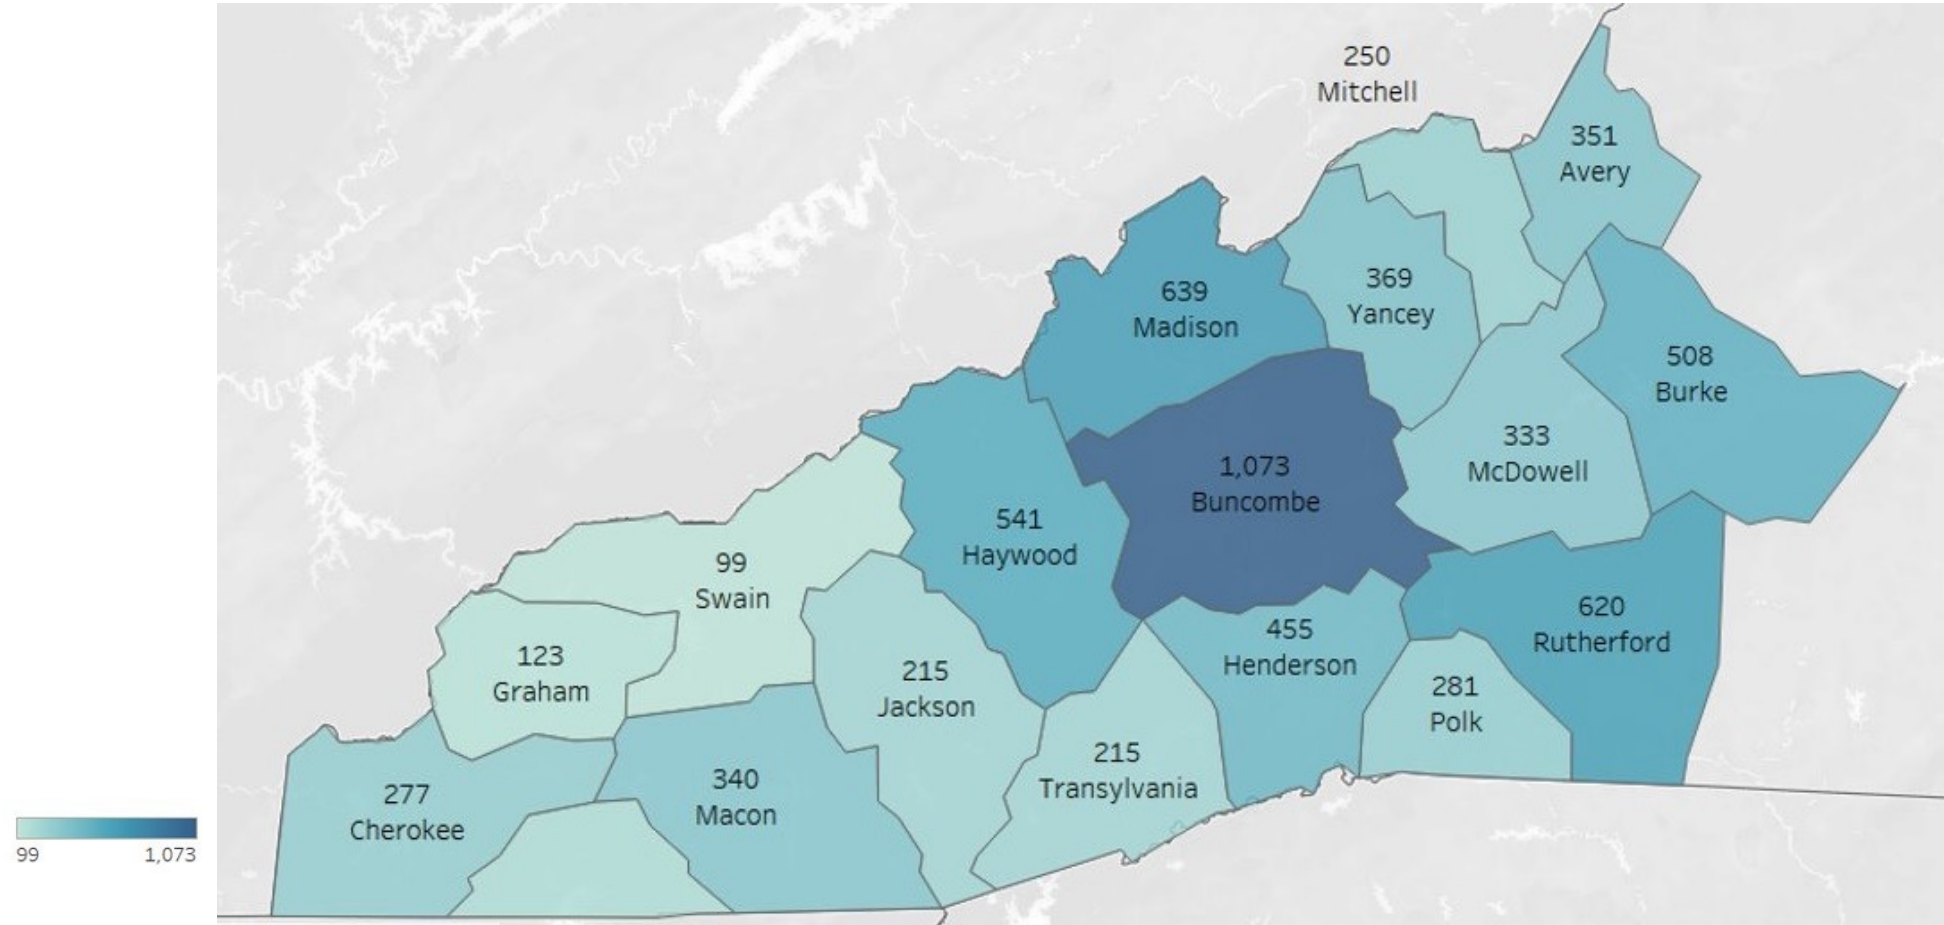 250
Mitchell
351
Avery
639
Madison
369
Yancey
508
Burke
333
McDowell
1,073
Buncombe
541
Haywood
99
Swain
620
Rutherford
455
Henderson
123
Graham
215
Jackson
281
Polk
215
Transylvania
340
Macon
277
Cherokee
99 1,073